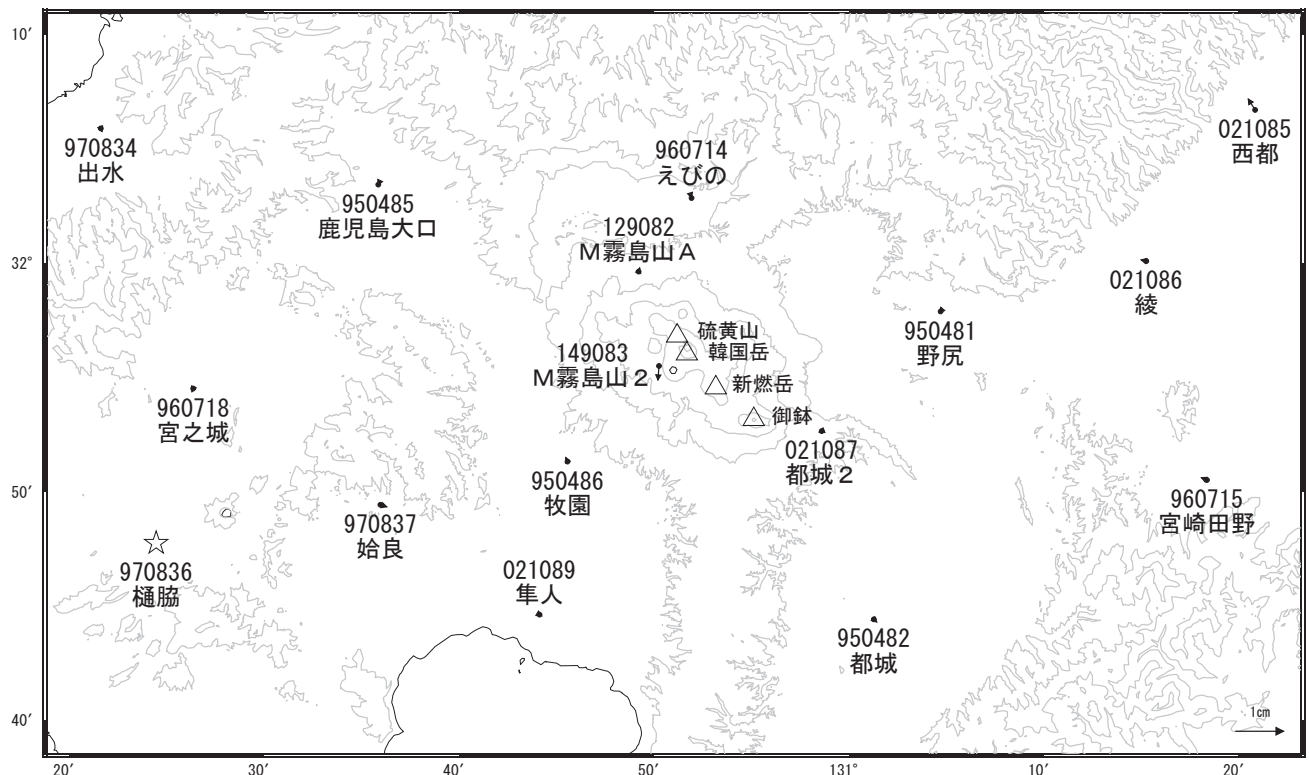 10′
970834
出水
950485
鹿児島大口
960714
えびの
021085
西都
129082
M霧島山A
32°
021086
綾
硫黄山
韓国岳
950481
野尻
149083
M霧島山2
新燃岳
960718
宮之城
御鉢
021087
都城2
950486
牧園
50′
970837
姶良
960715
宮崎田野
970836
樋脇
021089
隼人
950482
都城
40′
1cm
20′
30′
40′
50′
131°
10′
20′